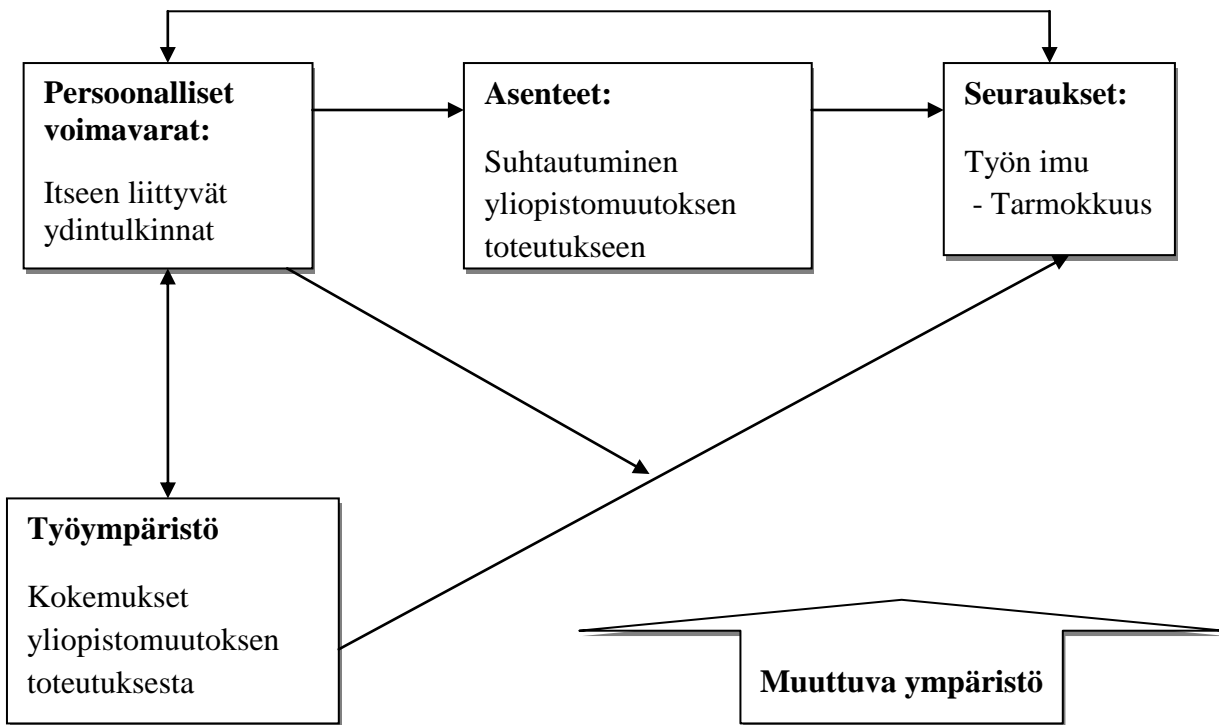 Persoonalliset
voimavarat:
Itseen liittyvät
ydintulkinnat
Asenteet:
Suhtautuminen
yliopistomuutoksen
toteutukseen
Seuraukset:
Työn imu
- Tarmokkuus
Työympäristö
Kokemukset
yliopistomuutoksen
toteutuksesta
Muuttuva ympäristö